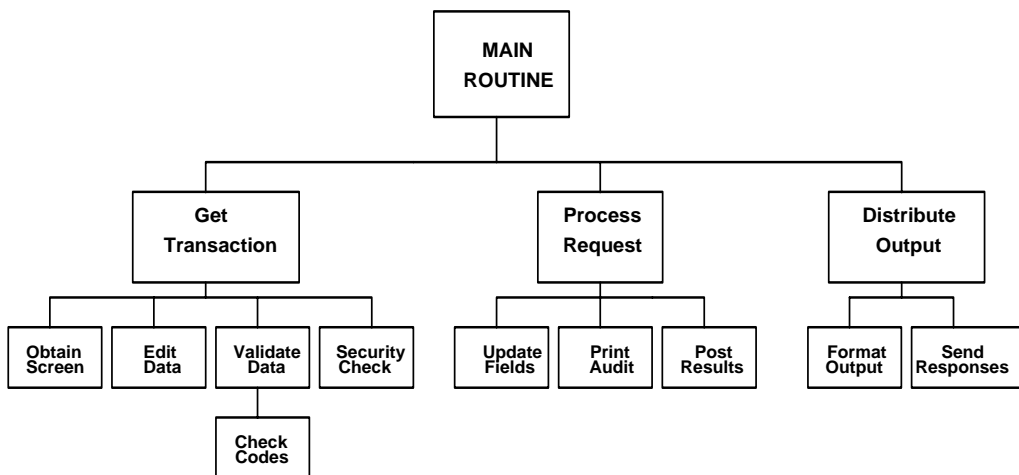 MAIN
ROUTINE
Get
Transaction
Process
Request
Distribute
Output
Obtain
Screen
Edit
Data
Validate
Data
Security
Check
Update
Fields
Print
Audit
Post
Results
Format
Output
Send
Responses
Check
Codes